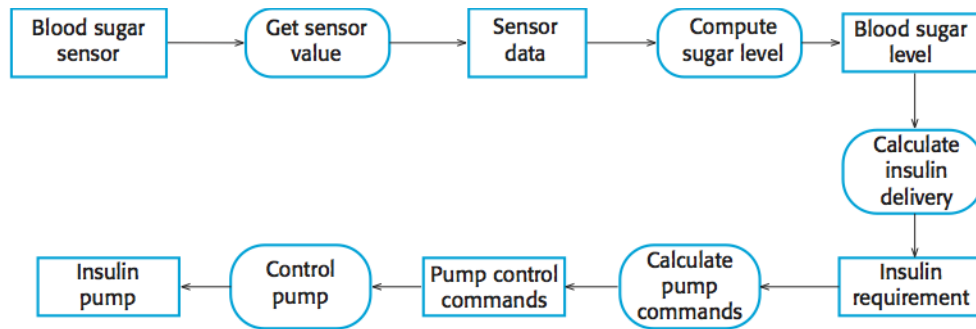 Blood sugar
sensor
Get sensor
value
Sensor
data
Compute
sugar level
Blood sugar
level
Calculate
insulin
delivery
Insulin
requirement
Calculate
pump
commands
Pump control
commands
Control
pump
Insulin
pump